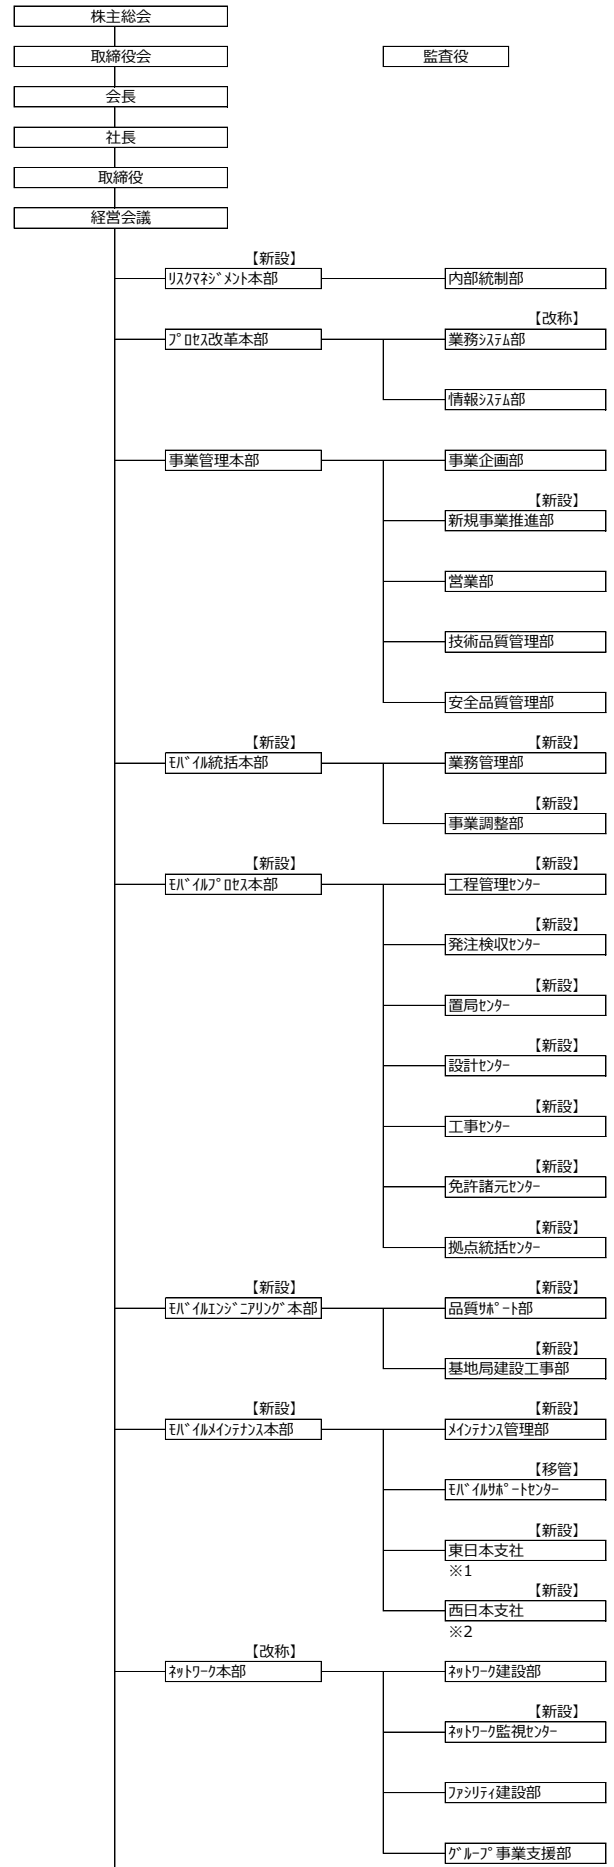 株主総会
取締役会 監査役
会長
社長
取締役
経営会議
【新設】
ﾘｽｸﾏﾈｼﾞﾒﾝﾄ本部 内部統制部
【改称】
ﾌﾟﾛｾｽ改革本部 業務ｼｽﾃﾑ部
情報ｼｽﾃﾑ部
事業管理本部 事業企画部
【新設】
新規事業推進部
営業部
技術品質管理部
安全品質管理部
【新設】 【新設】
ﾓﾊﾞｲﾙ統括本部 業務管理部
【新設】
事業調整部
【新設】 【新設】
ﾓﾊﾞｲﾙﾌﾟﾛｾｽ本部 工程管理ｾﾝﾀｰ
【新設】
発注検収ｾﾝﾀｰ
【新設】
置局ｾﾝﾀｰ
【新設】
設計ｾﾝﾀｰ
【新設】
工事ｾﾝﾀｰ
【新設】
免許諸元ｾﾝﾀｰ
【新設】
拠点統括ｾﾝﾀｰ
【新設】 【新設】
ﾓﾊﾞｲﾙｴﾝｼﾞﾆｱﾘﾝｸﾞ本部 品質ｻﾎﾟｰﾄ部
【新設】
基地局建設工事部
【新設】 【新設】
ﾓﾊﾞｲﾙﾒｲﾝﾃﾅﾝｽ本部 ﾒｲﾝﾃﾅﾝｽ管理部
【移管】
ﾓﾊﾞｲﾙｻﾎﾟｰﾄｾﾝﾀｰ
【新設】
東日本支社
※1
【新設】
西日本支社
※2
【改称】
ﾈｯﾄﾜｰｸ本部 ﾈｯﾄﾜｰｸ建設部
【新設】
ﾈｯﾄﾜｰｸ監視ｾﾝﾀｰ
ﾌｧｼﾘﾃｨ建設部
ｸﾞﾙｰﾌﾟ事業支援部